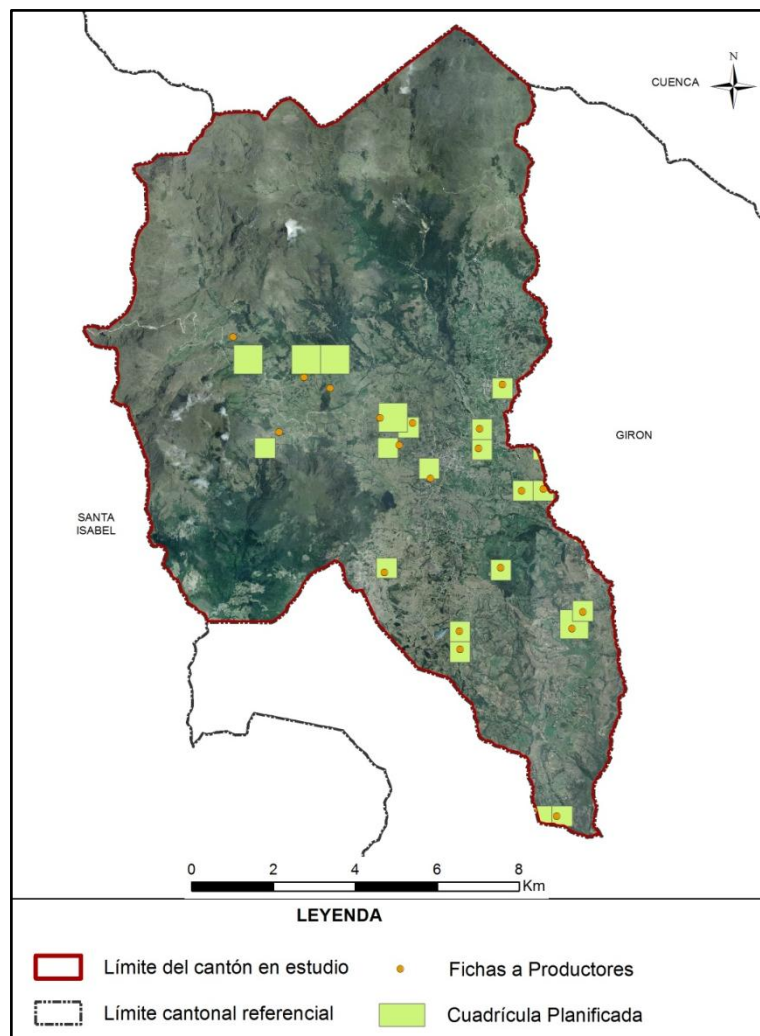 N
CUENCA
GIRON
SANTA
ISABEL
0 2 4 6 8
Km
LEYENDA
Límite del cantón en estudio
Fichas a Productores
Límite cantonal referencial
Cuadrícula Planificada